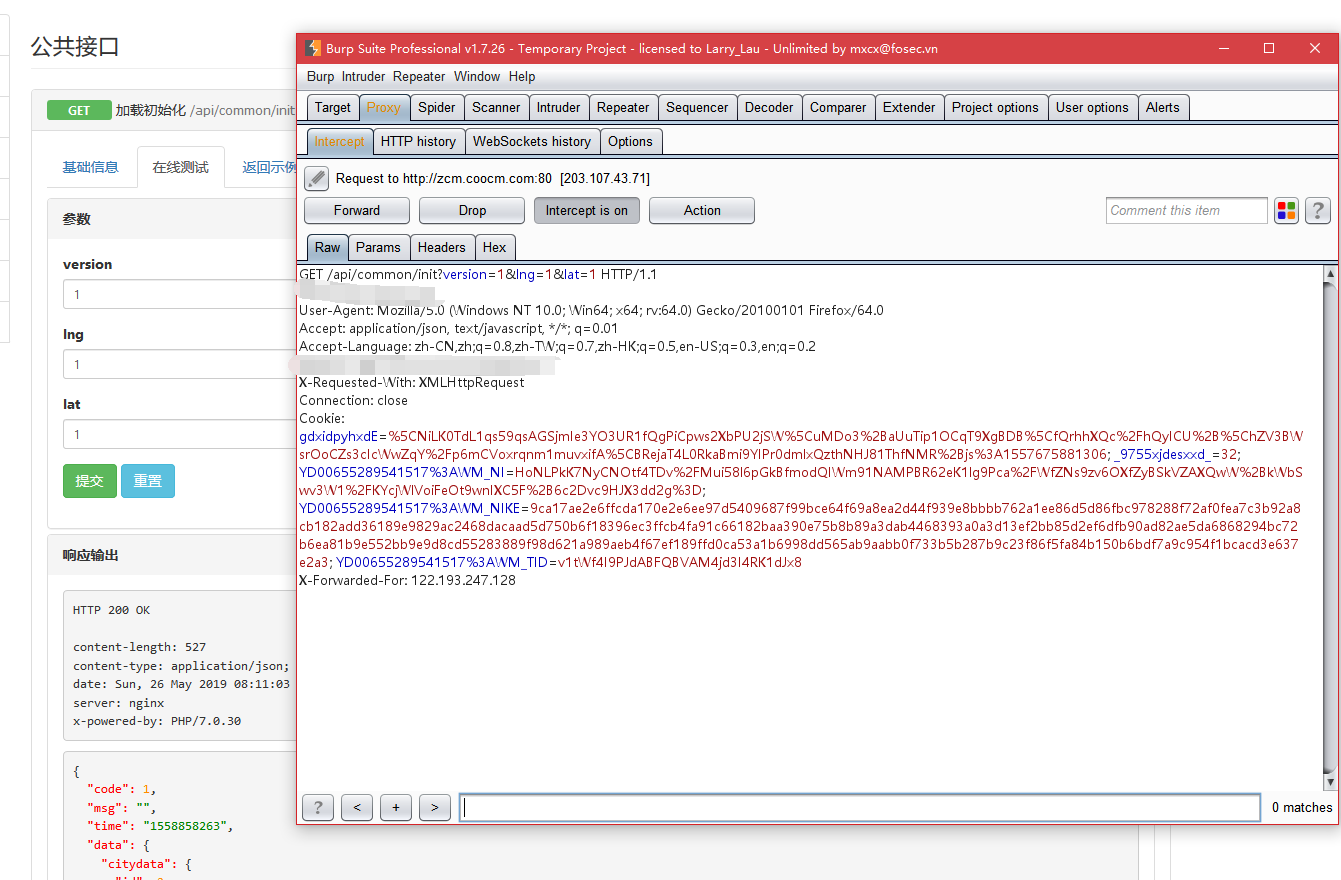 公共接口
GET 加载初始化 /api/common/init
基础信息 在线测试 返回示例
参数
version
1
lng
1
lat
1
提交 重置
响应输出
HTTP 200 OK
content-length: 527
content-type: application/json;
date: Sun, 26 May 2019 08:11:03
server: nginx
x-powered-by: PHP/7.0.30
{
"code": 1,
"msg": "",
"time": "1558858263",
"data": {
"citydata": {
Burp Suite Professional v1.7.26 - Temporary Project - licensed to Larry_Lau - Unlimited by mxcx@fosec.vn
Burp Intruder Repeater Window Help
Target Proxy Spider Scanner Intruder Repeater Sequencer Decoder Comparer Extender Project options User options Alerts
Intercept HTTP history WebSockets history Options
Request to http://zcm.coocm.com:80 [203.107.43.71]
Forward Drop Intercept is on Action Comment this item ?
Raw Params Headers Hex
GET /api/common/init?version=1&lng=1&lat=1 HTTP/1.1
User-Agent: Mozilla/5.0 (Windows NT 10.0; Win64; x64; rv:64.0) Gecko/20100101 Firefox/64.0
Accept: application/json, text/javascript, */*; q=0.01
Accept-Language: zh-CN,zh;q=0.8,zh-TW;q=0.7,zh-HK;q=0.5,en-US;q=0.3,en;q=0.2
X-Requested-With: XMLHttpRequest
Connection: close
Cookie:
gdxidpyhxdE=%5CNiLK0TdL1qs59qsAGSjmIe3YO3UR1fQgPiCpws2XbPU2jSW%5CuMDo3%2BaUuTip1OCqT9XgBDB%5CfQrhhXQc%2FhQyICU%2B%5ChZV3BW
srOoCZs3cIcWwZqY%2Fp6mCVoxrqnm1muvxifA%5CBRejaT4L0RkaBmi9YIPr0dmIxQzthNHJ81ThfNMR%2Bjs%3A1557675881306; _9755xjdesxxd_=32;
YD00655289541517%3AWM_NI=HoNLPkK7NyCNOtf4TDv%2FMui58I6pGkBfmodQIWm91NAMPBR62eK1Ig9Pca%2FWfZNs9zv6OXfZyBSkVZAXQwW%2BkWbS
wv3W1%2FKYcjWIVoiFeOt9wnIXC5F%2B6c2Dvc9HJX3dd2g%3D;
YD00655289541517%3AWM_NIKE=9ca17ae2e6ffcda170e2e6ee97d5409687f99bce64f69a8ea2d44f939e8bbbb762a1ee86d5d86fbc978288f72af0fea7c3b92a8
cb182add36189e9829ac2468dacaad5d750b6f18396ec3ffcb4fa91c66182baa390e75b8b89a3dab4468393a0a3d13ef2bb85d2ef6dfb90ad82ae5da6868294bc72
b6ea81b9e552bb9e9d8cd55283889f98d621a989aeb4f67ef189ffd0ca53a1b6998dd565ab9aabb0f733b5b287b9c23f86f5fa84b150b6bdf7a9c954f1bcacd3e637
e2a3; YD00655289541517%3AWM_TID=v1tWf4I9PJdABFQBVAM4jd3I4RK1dJx8
X-Forwarded-For: 122.193.247.128
? < + > 0 matches